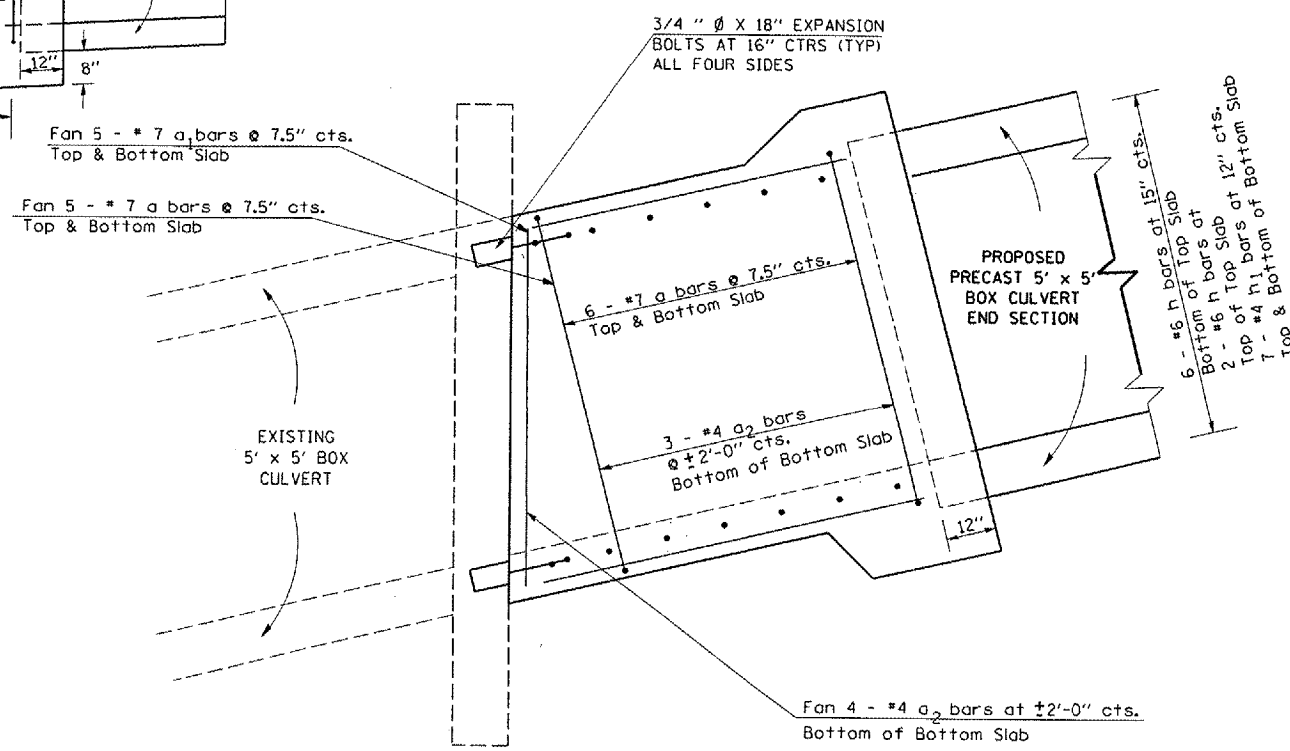 12"
8"
3/4 " Ø X 18" EXPANSION
BOLTS AT 16" CTRS (TYP)
ALL FOUR SIDES
Fan 5 - # 7 a1 bars @ 7.5" cts.
Top & Bottom Slab
Fan 5 - # 7 a bars @ 7.5" cts.
Top & Bottom Slab
6 - #7 a bars @ 7.5" cts.
Top & Bottom Slab
PROPOSED
PRECAST 5' x 5'
BOX CULVERT
END SECTION
6 - #6 h bars at 15" cts.
Bottom of Top Slab
2 - #6 h bars at
Top of Top Slab
7 - #4 h1 bars at 12" cts.
Top & Bottom of Bottom Slab
EXISTING
5' x 5' BOX
CULVERT
3 - #4 a2 bars
@ ±2'-0" cts.
Bottom of Bottom Slab
12"
Fan 4 - #4 a2 bars at ±2'-0" cts.
Bottom of Bottom Slab